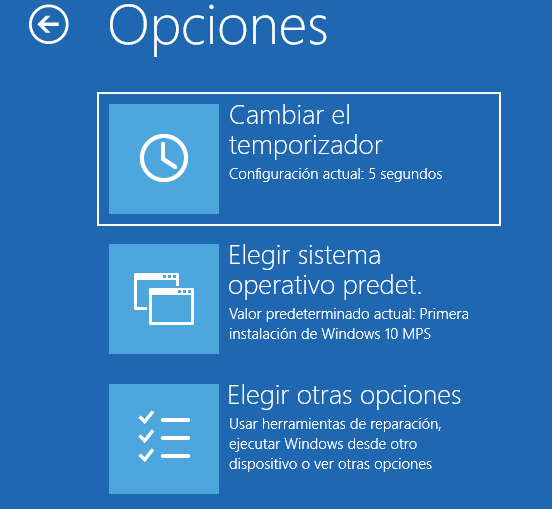 Opciones
Cambiar el
temporizador
Configuración actual: 5 segundos
Elegir sistema
operativo predet.
Valor predeterminado actual: Primera
instalación de Windows 10 MPS
Elegir otras opciones
Usar herramientas de reparación,
ejecutar Windows desde otro
dispositivo o ver otras opciones